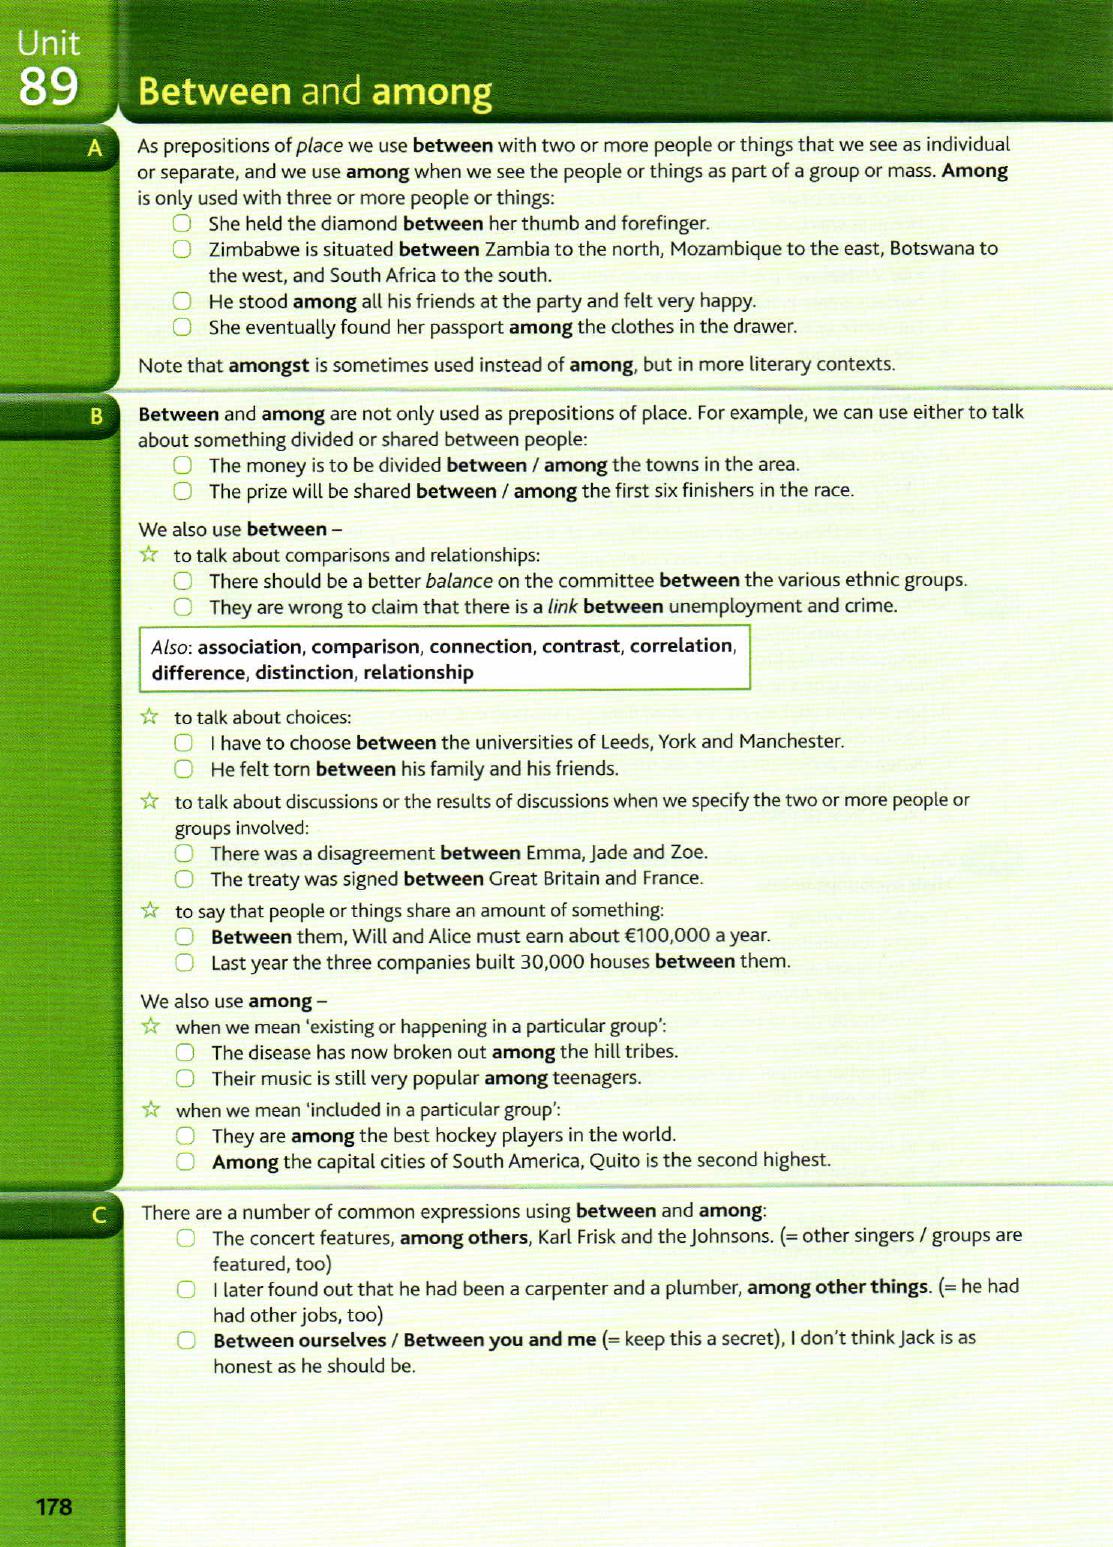 Unit
89
Between and among
A
As prepositions of place we use between with two or more people or things that we see as individual
or separate, and we use among when we see the people or things as part of a group or mass. Among
is only used with three or more people or things:
She held the diamond between her thumb and forefinger.
Zimbabwe is situated between Zambia to the north, Mozambique to the east, Botswana to
the west, and South Africa to the south.
He stood among all his friends at the party and felt very happy.
She eventually found her passport among the clothes in the drawer.
Note that amongst is sometimes used instead of among, but in more literary contexts.
B
Between and among are not only used as prepositions of place. For example, we can use either to talk
about something divided or shared between people:
The money is to be divided between / among the towns in the area.
The prize will be shared between / among the first six finishers in the race.
We also use between –
☆ to talk about comparisons and relationships:
There should be a better balance on the committee between the various ethnic groups.
They are wrong to claim that there is a link between unemployment and crime.
Also: association, comparison, connection, contrast, correlation,
difference, distinction, relationship
☆ to talk about choices:
I have to choose between the universities of Leeds, York and Manchester.
He felt torn between his family and his friends.
☆ to talk about discussions or the results of discussions when we specify the two or more people or
groups involved:
There was a disagreement between Emma, Jade and Zoe.
The treaty was signed between Great Britain and France.
☆ to say that people or things share an amount of something:
Between them, Will and Alice must earn about €100,000 a year.
Last year the three companies built 30,000 houses between them.
We also use among –
☆ when we mean 'existing or happening in a particular group':
The disease has now broken out among the hill tribes.
Their music is still very popular among teenagers.
☆ when we mean 'included in a particular group':
They are among the best hockey players in the world.
Among the capital cities of South America, Quito is the second highest.
C
There are a number of common expressions using between and among:
The concert features, among others, Karl Frisk and the Johnsons. (= other singers / groups are
featured, too)
I later found out that he had been a carpenter and a plumber, among other things. (= he had
had other jobs, too)
Between ourselves / Between you and me (= keep this a secret), I don't think Jack is as
honest as he should be.
178